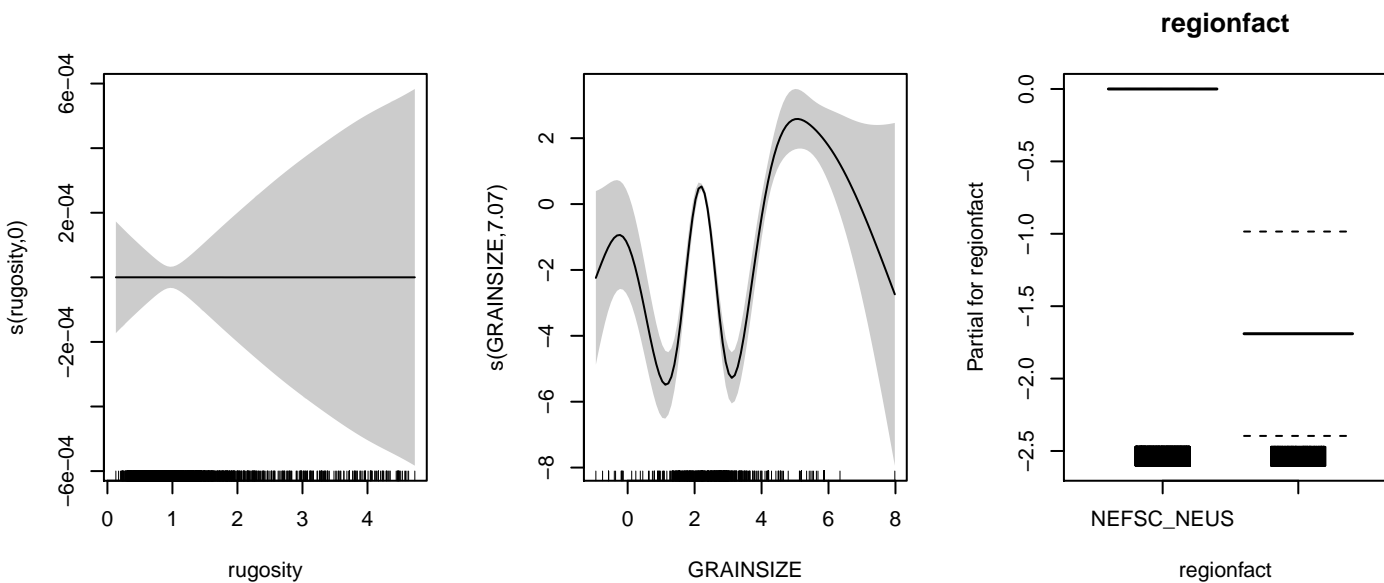 regionfact
s(rugosity,0)
6e−04
2e−04
−2e−04
−6e−04
0 1 2 3 4
rugosity
s(GRAINSIZE,7.07)
2
0
−2
−4
−6
−8
0 2 4 6 8
GRAINSIZE
Partial for regionfact
0.0
−0.5
−1.0
−1.5
−2.0
−2.5
NEFSC_NEUS
regionfact